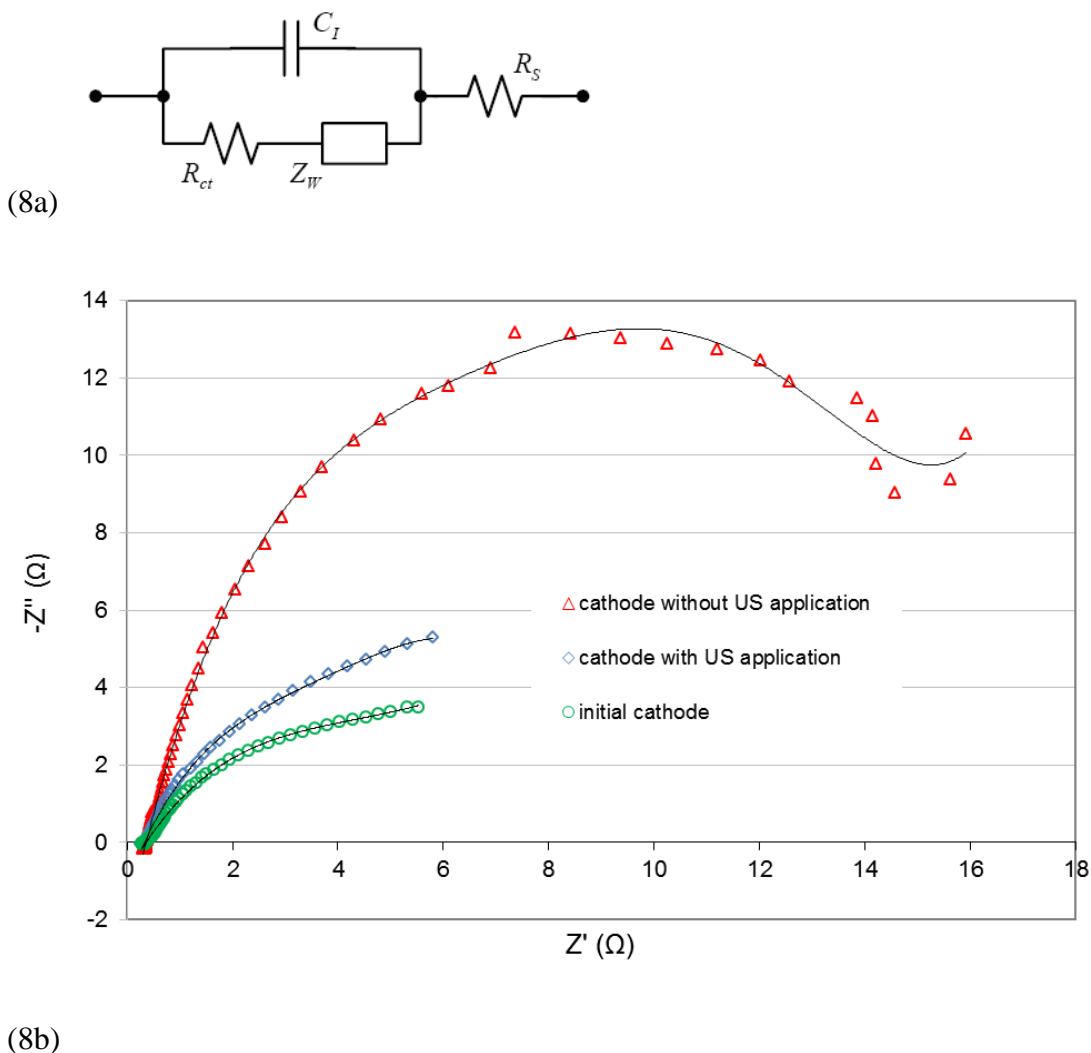 C_I
R_S
R_ct
Z_W
(8a)
14
12
10
8
6
4
2
0
-2
-Z'' (Ω)
△ cathode without US application
◇ cathode with US application
○ initial cathode
0 2 4 6 8 10 12 14 16 18
Z' (Ω)
(8b)